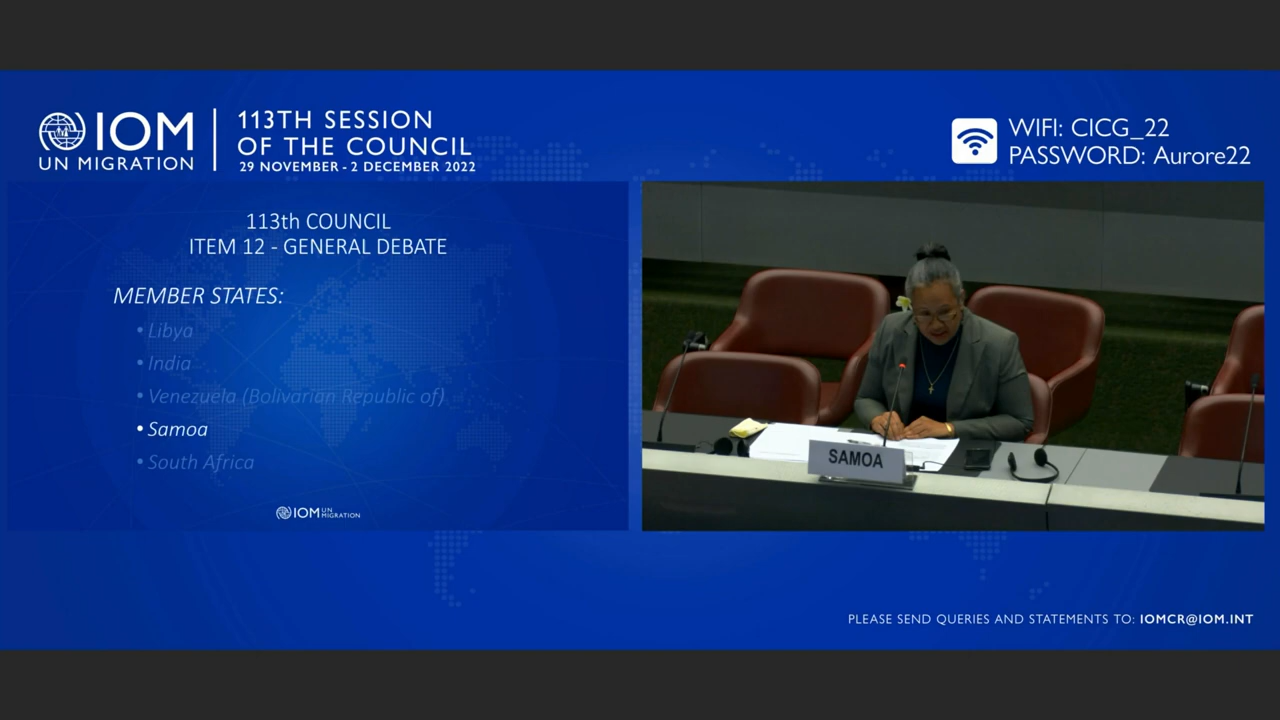 IOM
UN MIGRATION
113TH SESSION
OF THE COUNCIL
29 NOVEMBER - 2 DECEMBER 2022
WIFI: CICG_22
PASSWORD: Aurore22
113th COUNCIL
ITEM 12 - GENERAL DEBATE
MEMBER STATES:
• Libya
• India
• Venezuela (Bolivarian Republic of)
• Samoa
• South Africa
IOM UN MIGRATION
SAMOA
PLEASE SEND QUERIES AND STATEMENTS TO: IOMCR@IOM.INT